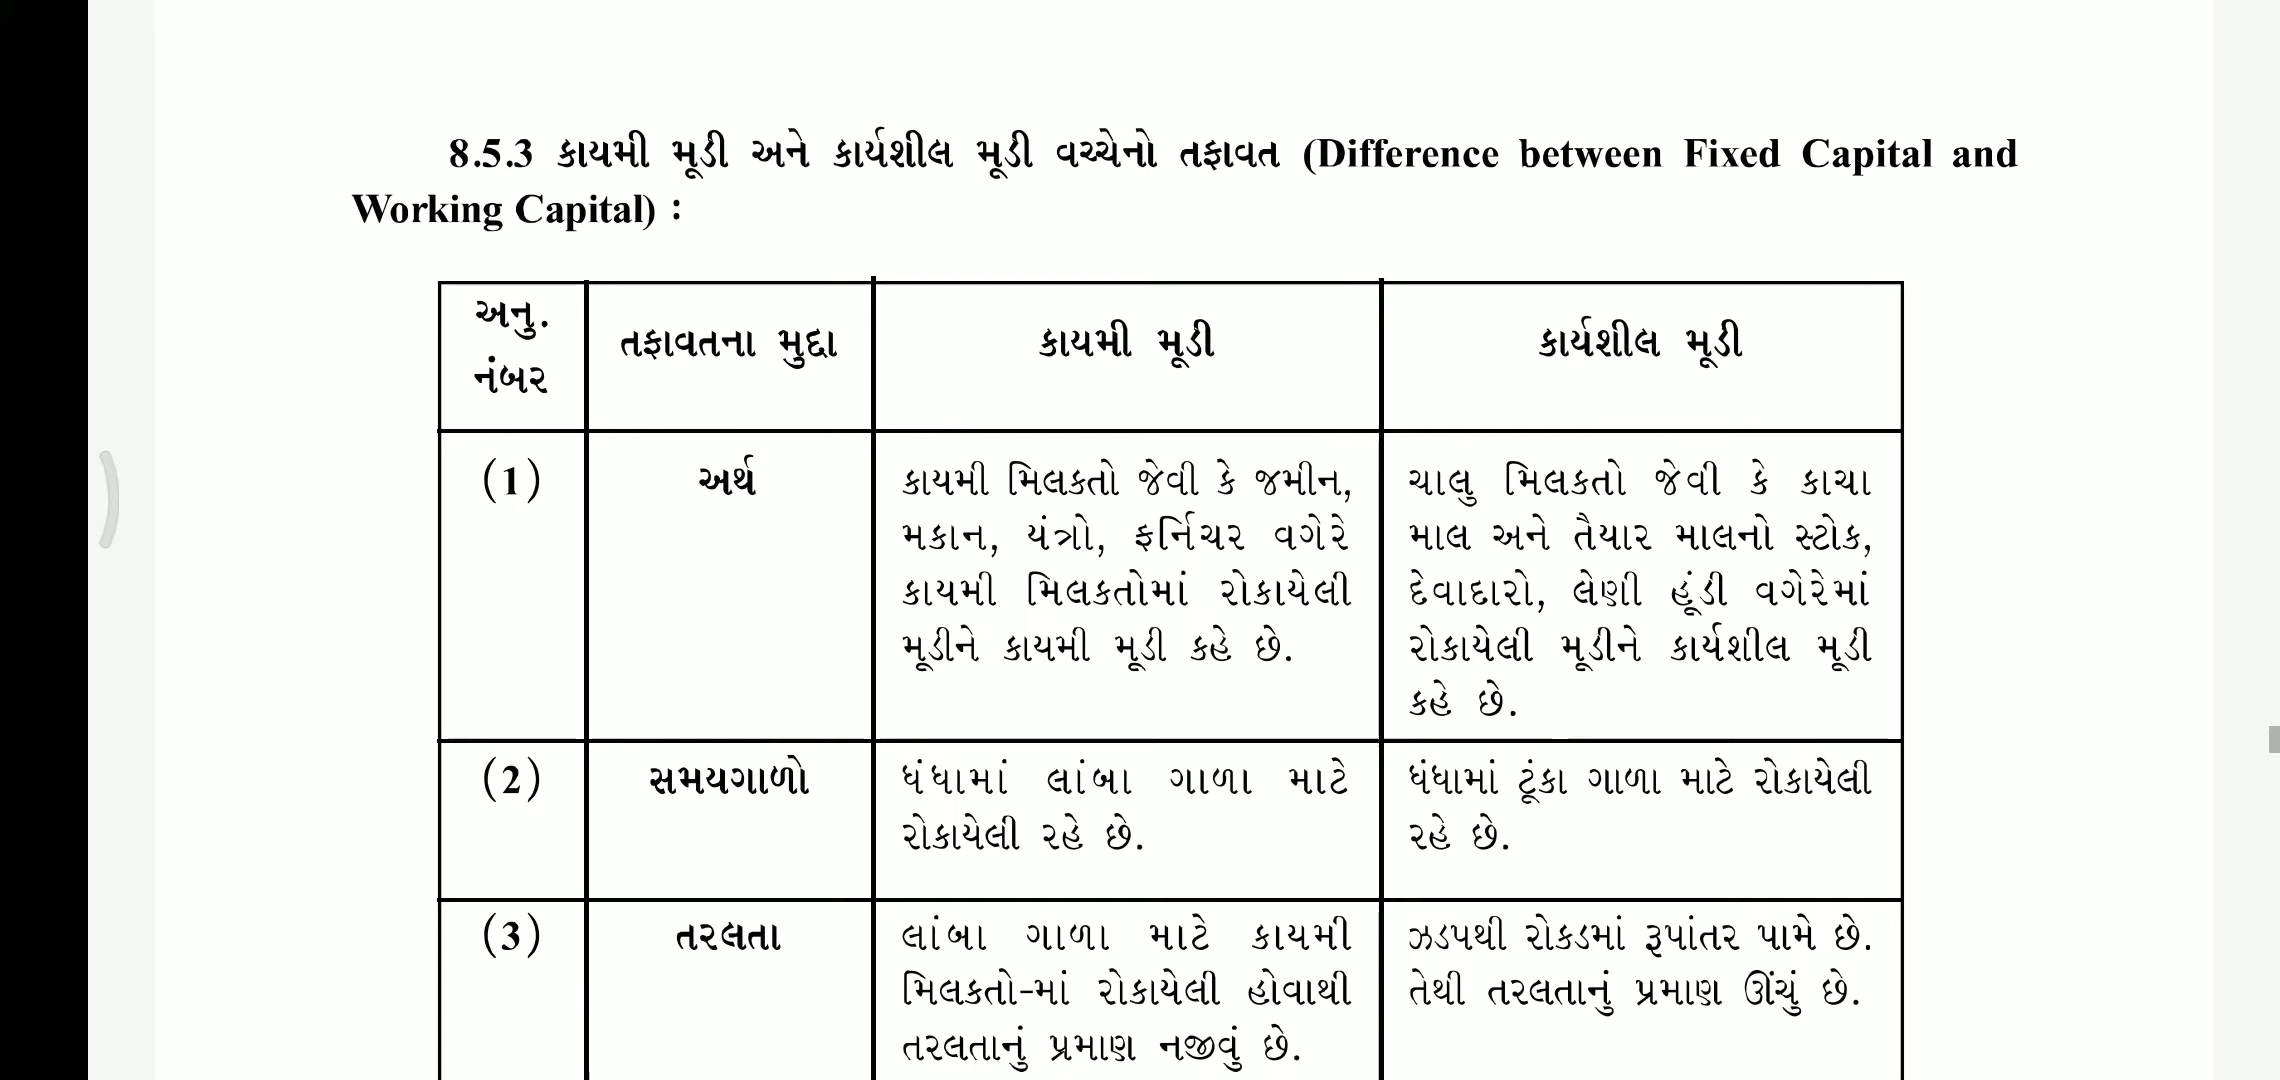 8.5.3 કાયમી મૂડી અને કાર્યશીલ મૂડી વચ્ચેનો તફાવત (Difference between Fixed Capital and
Working Capital) :
અનુ.
નંબર
તફાવતના મુદ્દા
કાયમી મૂડી
કાર્યશીલ મૂડી
(1)
અર્થ
કાયમી મિલકતો જેવી કે જમીન,
મકાન, યંત્રો, ફર્નિચર વગેરે
કાયમી મિલકતોમાં રોકાયેલી
મૂડીને કાયમી મૂડી કહે છે.
ચાલુ મિલકતો જેવી કે કાચા
માલ અને તૈયાર માલનો સ્ટોક,
દેવાદારો, લેણી હૂંડી વગેરેમાં
રોકાયેલી મૂડીને કાર્યશીલ મૂડી
કહે છે.
(2)
સમયગાળો
ધંધામાં લાંબા ગાળા માટે
રોકાયેલી રહે છે.
ધંધામાં ટૂંકા ગાળા માટે રોકાયેલી
રહે છે.
(3)
તરલતા
લાંબા ગાળા માટે કાયમી
મિલકતો-માં રોકાયેલી હોવાથી
તરલતાનું પ્રમાણ નજીવું છે.
ઝડપથી રોકડમાં રૂપાંતર પામે છે.
તેથી તરલતાનું પ્રમાણ ઊંચું છે.